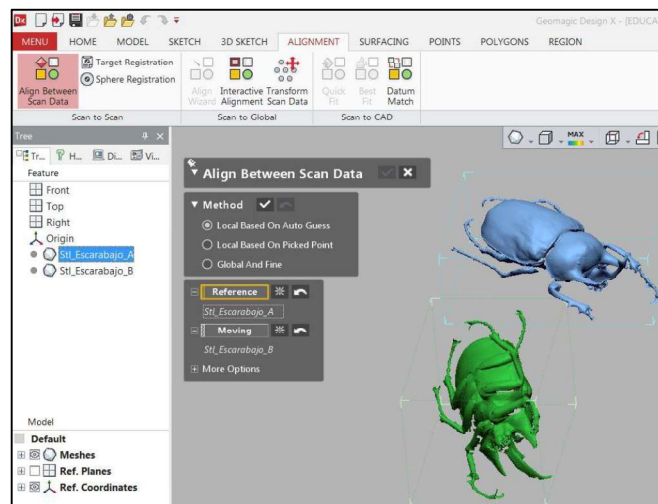 Dx
Geomagic Design X - [EDUCA
MENU HOME MODEL SKETCH 3D SKETCH ALIGNMENT SURFACING POINTS POLYGONS REGION
Align Between Scan Data
Target Registration
Sphere Registration
Align Wizard
Interactive Alignment
Transform Scan Data
Quick Fit
Best Fit
Datum Match
Scan to Scan
Scan to Global
Scan to CAD
Tree
Tr... H... Di... Vi...
MAX
Feature
Front
Top
Right
Origin
Stl_Escarabajo_A
Stl_Escarabajo_B
Align Between Scan Data
Method
Local Based On Auto Guess
Local Based On Picked Point
Global And Fine
Reference
Stl_Escarabajo_A
Moving
Stl_Escarabajo_B
More Options
Model
Default
Meshes
Ref. Planes
Ref. Coordinates